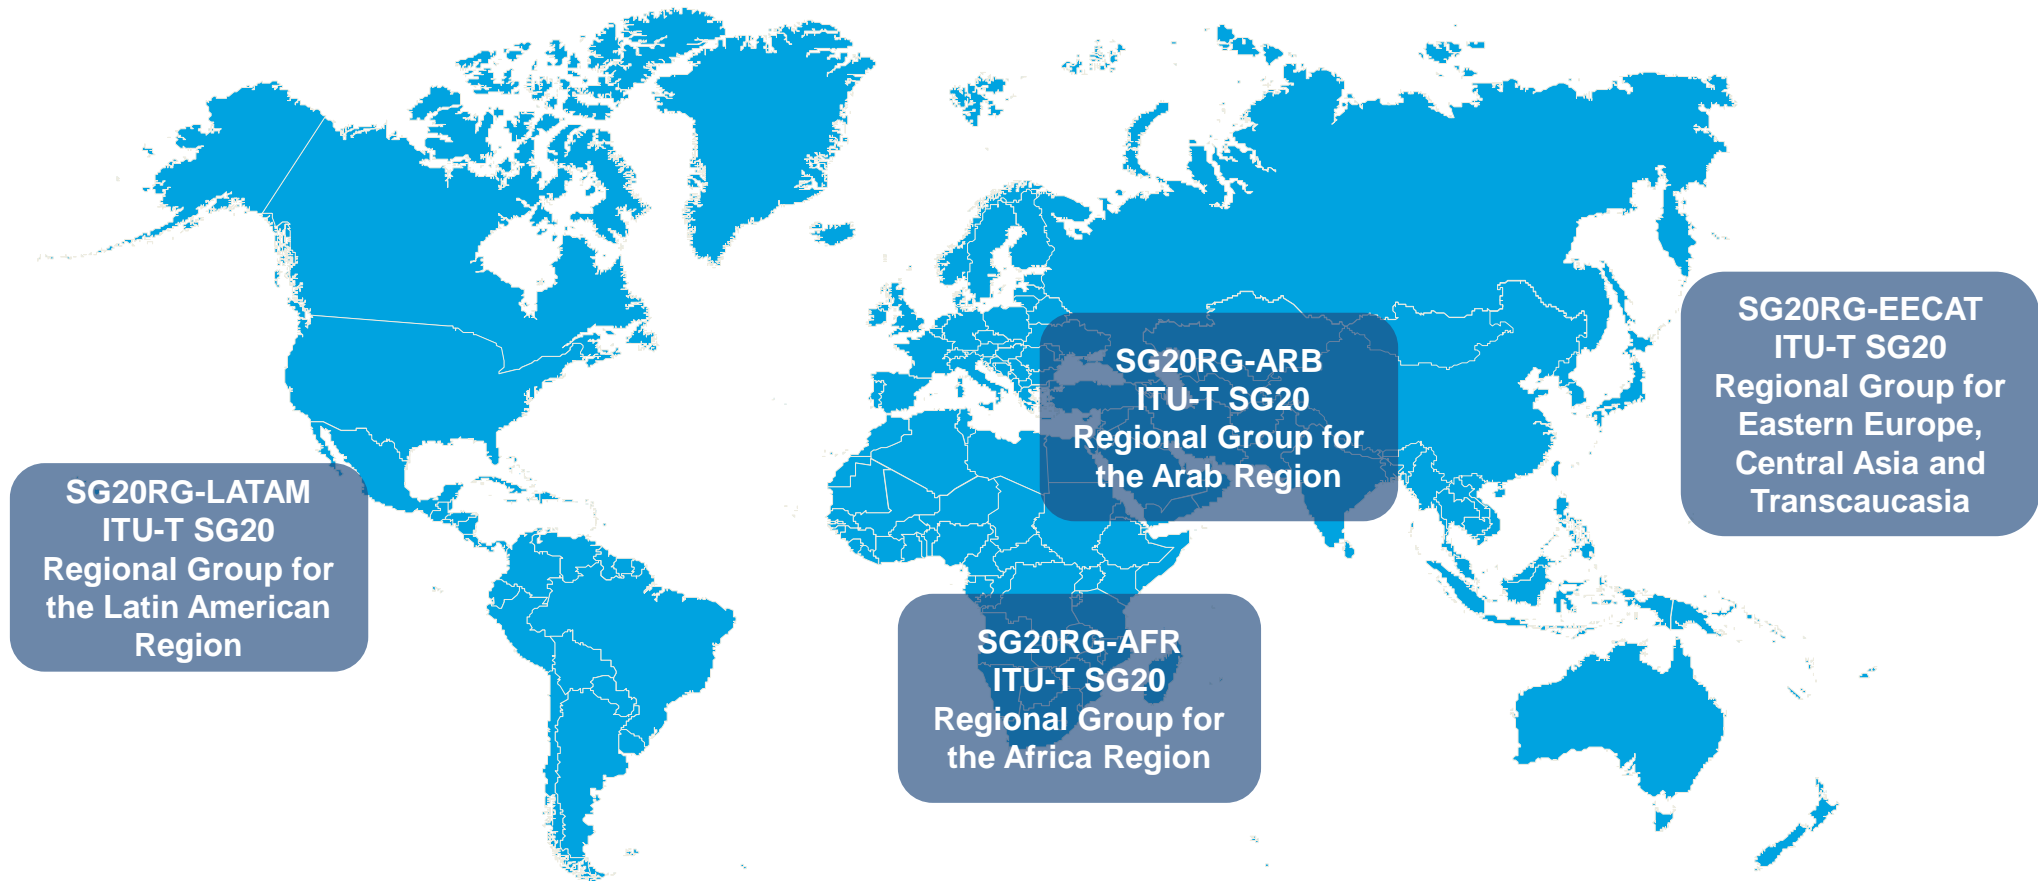 SG20RG-LATAM
ITU-T SG20
Regional Group for
the Latin American
Region
SG20RG-ARB
ITU-T SG20
Regional Group for
the Arab Region
SG20RG-AFR
ITU-T SG20
Regional Group for
the Africa Region
SG20RG-EECAT
ITU-T SG20
Regional Group for
Eastern Europe,
Central Asia and
Transcaucasia